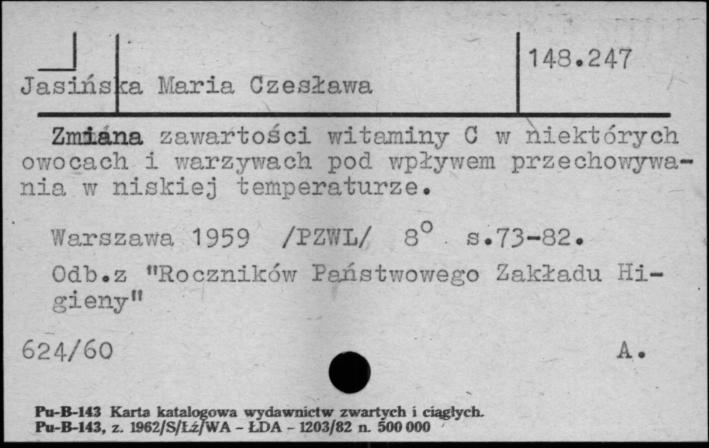 148.247
Jasińska Maria Czesława
Zmiana zawartości witaminy C w niektórych
owocach i warzywach pod wpływem przechowywa-
nia w niskiej temperaturze.
Warszawa 1959 /PZWL/ 8° s.73-82.
Odb.z "Roczników Państwowego Zakładu Hi-
gieny"
624/60 A.
Pu-B-143 Karta katalogowa wydawnictw zwartych i ciągłych.
Pu-B-143, z. 1962/S/Łż/WA - ŁDA - 1203/82 n. 500 000